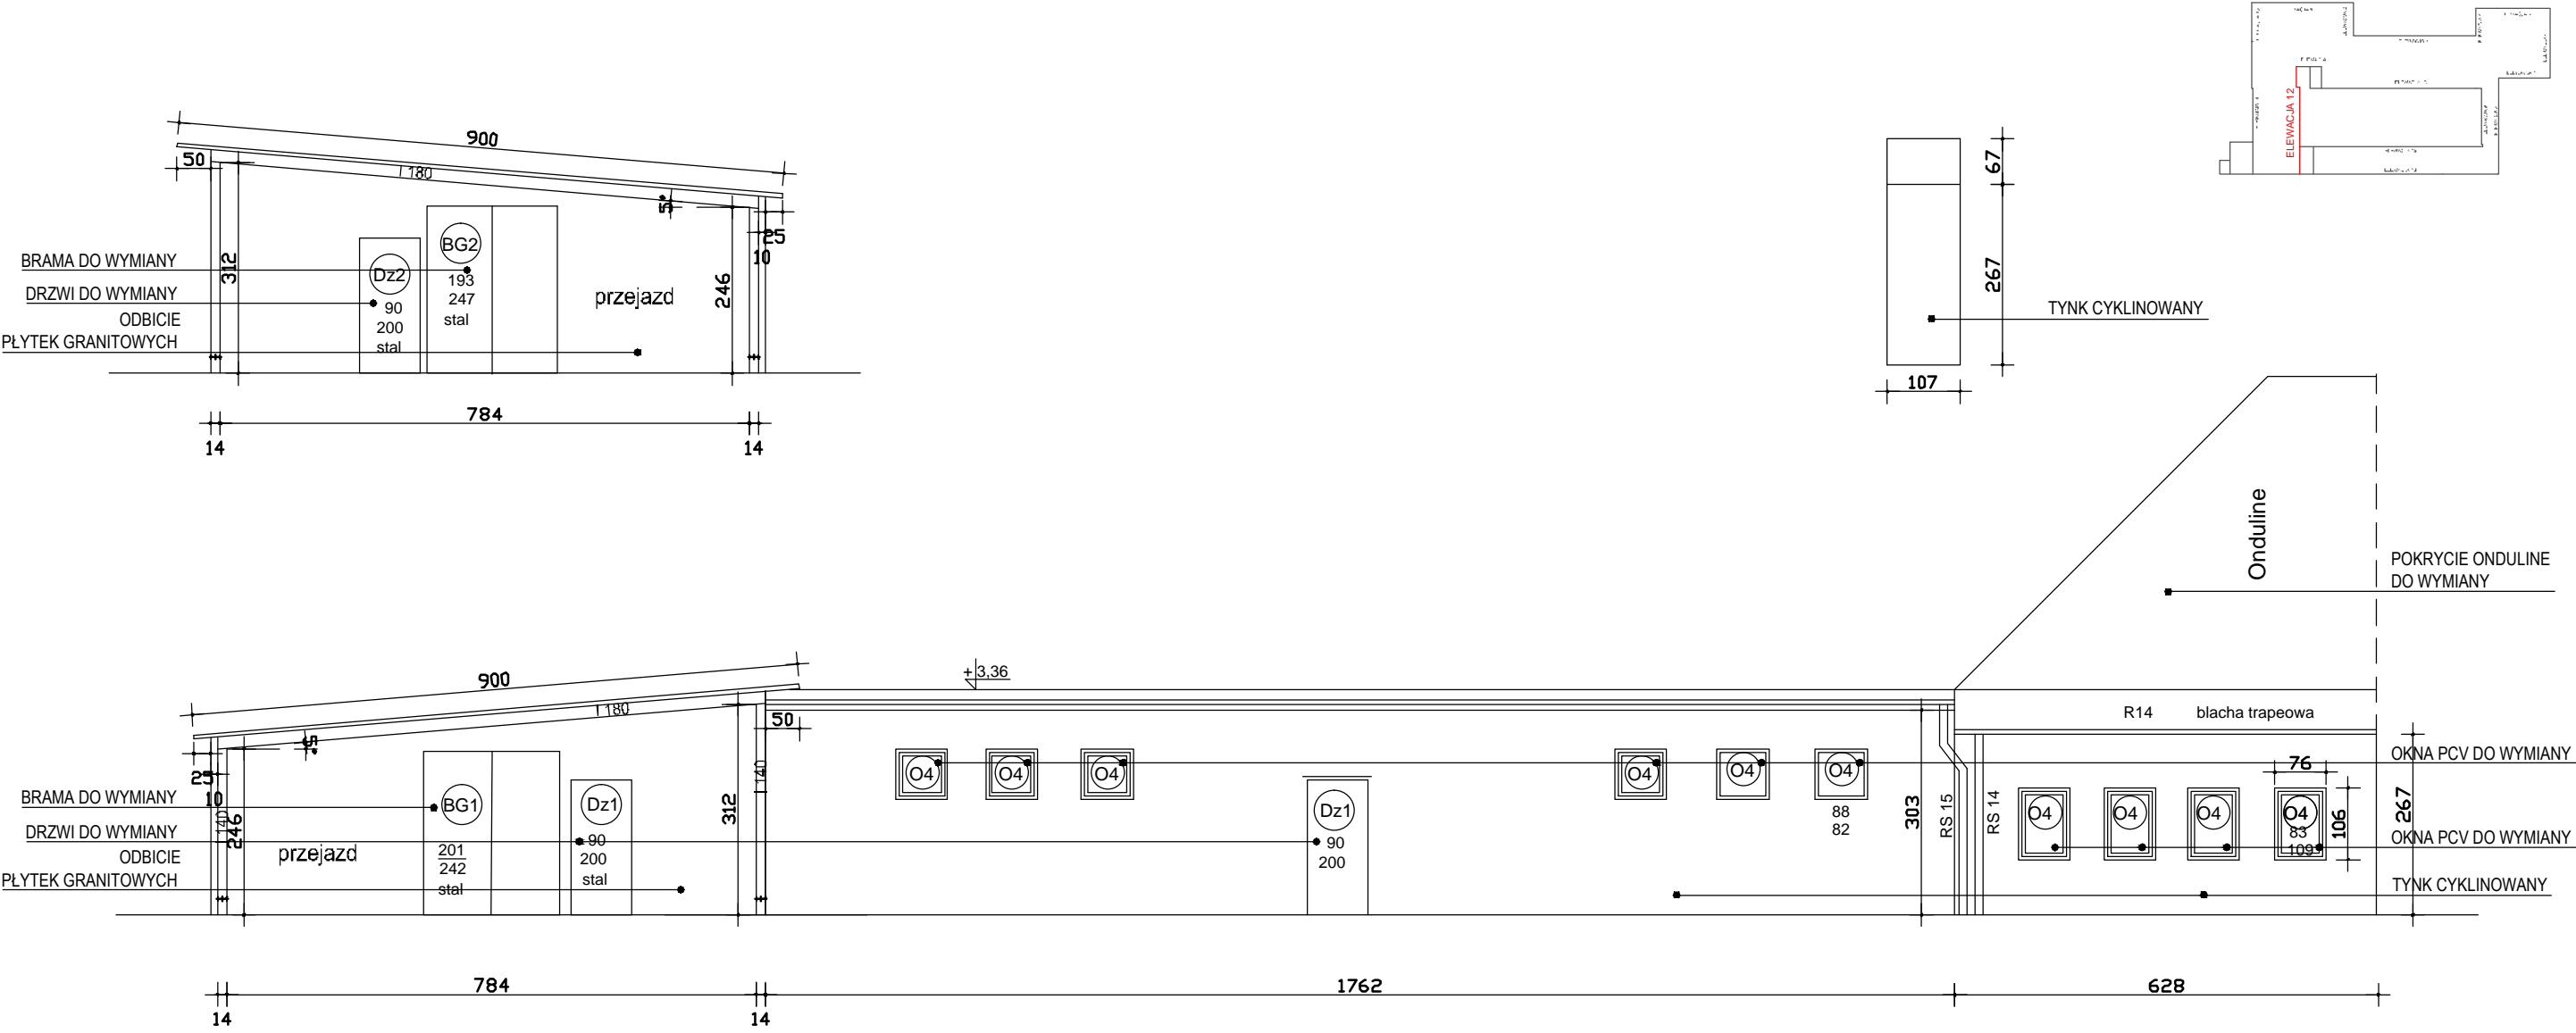 ELEWACJA 12
900
50
I 180
5°
25
10
312
246
BG2
193
247
stal
Dz2
90
200
stal
przejazd
BRAMA DO WYMIANY
DRZWI DO WYMIANY
ODBICIE
PŁYTEK GRANITOWYCH
784
14
14
67
267
107
TYNK CYKLINOWANY
Onduline
POKRYCIE ONDULINE
DO WYMIANY
900
I 180
5°
25
10
140
246
50
140
312
+3,36
BRAMA DO WYMIANY
DRZWI DO WYMIANY
ODBICIE
PŁYTEK GRANITOWYCH
przejazd
BG1
201
242
stal
Dz1
90
200
stal
O4
O4
O4
Dz1
90
200
O4
O4
O4
88
82
303
RS 15
RS 14
R14 blacha trapeowa
O4
O4
O4
O4
83
109
76
106
267
OKNA PCV DO WYMIANY
OKNA PCV DO WYMIANY
TYNK CYKLINOWANY
784
1762
628
14
14